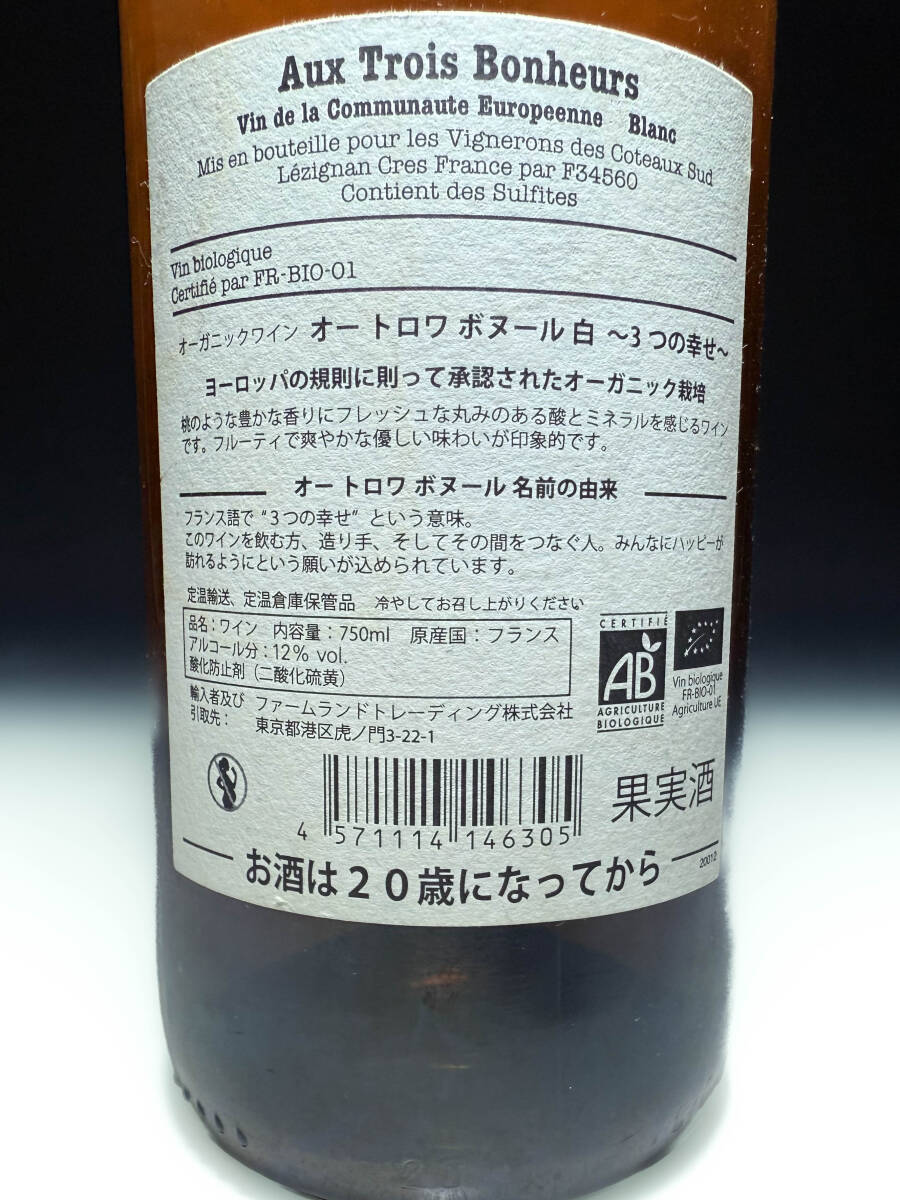 Aux Trois Bonheurs
Vin de la Communaute Europeenne Blanc
Mis en bouteille pour les Vignerons des Coteaux Sud
Lézignan Cres France par F34560
Contient des Sulfites
Vin biologique
Certifié par FR-BIO-01
オーガニックワイン オー トロワ ボヌール 白 ～3つの幸せ～
ヨーロッパの規則に則って承認されたオーガニック栽培
桃のような豊かな香りにフレッシュな丸みのある酸とミネラルを感じるワイン
です。フルーティで爽やかな優しい味わいが印象的です。
オー トロワ ボヌール 名前の由来
フランス語で “3つの幸せ” という意味。
このワインを飲む方、造り手、そしてその間をつなぐ人。みんなにハッピーが
訪れるようにという願いが込められています。
定温輸送、定温倉庫保管品 冷やしてお召し上がりください
品名：ワイン 内容量：750ml 原産国：フランス
アルコール分：12% vol.
酸化防止剤（二酸化硫黄）
輸入者及び 引取先： ファームランドトレーディング株式会社
東京都港区虎ノ門3-22-1
CERTIFIÉ
AB
AGRICULTURE
BIOLOGIQUE
Vin biologique
FR-BIO-01
Agriculture UE
果実酒
4 571114 146305
お酒は20歳になってから